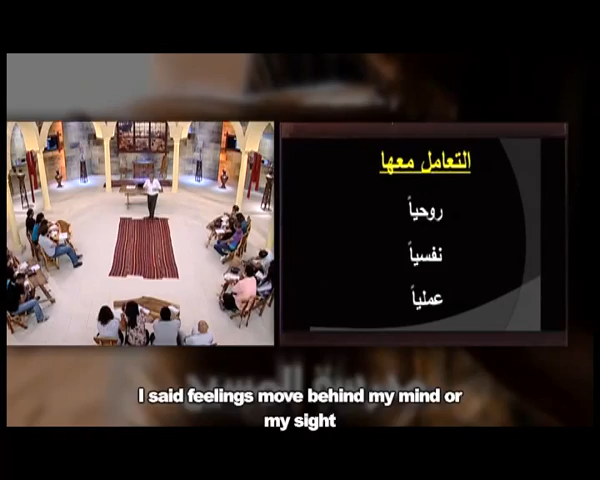 التعامل معها
روحياً
نفسياً
عملياً
I said feelings move behind my mind or
my sight